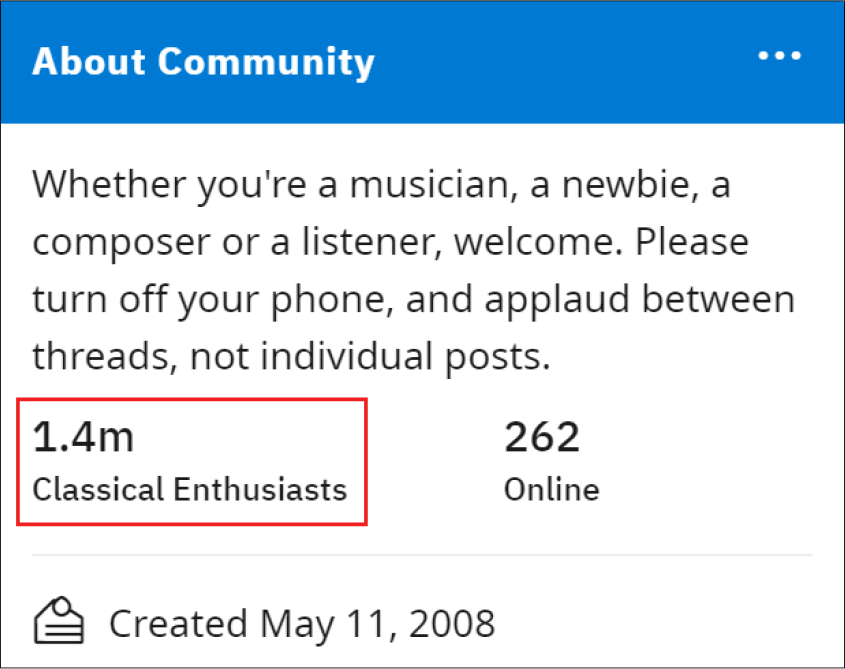 About Community
Whether you're a musician, a newbie, a
composer or a listener, welcome. Please
turn off your phone, and applaud between
threads, not individual posts.
1.4m
Classical Enthusiasts
262
Online
Created May 11, 2008